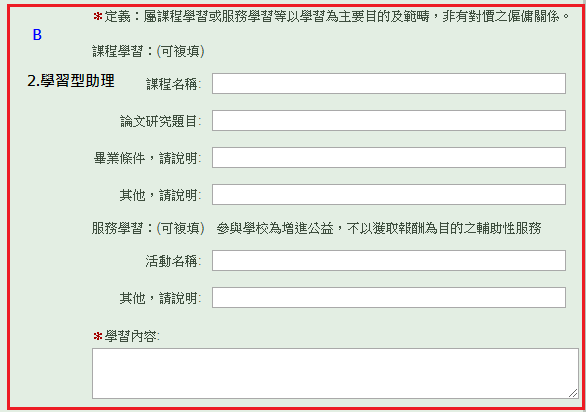 *定義：屬課程學習或服務學習等以學習為主要目的及範疇，非有對價之僱傭關係。
B
課程學習：(可複填)
2.學習型助理
課程名稱:
論文研究題目:
畢業條件，請說明:
其他，請說明:
服務學習：(可複填) 參與學校為增進公益，不以獲取報酬為目的之輔助性服務
活動名稱:
其他，請說明:
*學習內容: